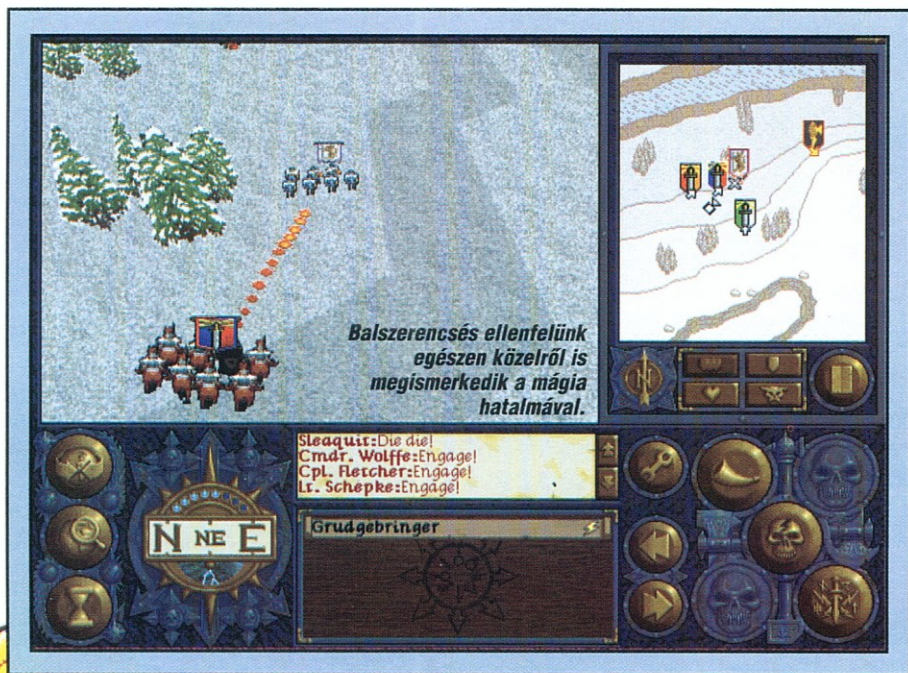 Balszerencsés ellenfelünk
egészen közelről is
megismerkedik a mágia
hatalmával.
N
Sleaquit:Die die!
Cmdr. Wolffe:Engage!
Cpl. Fletcher:Engage!
Lt. Schepke:Engage!
N NE E
Grudgebringer